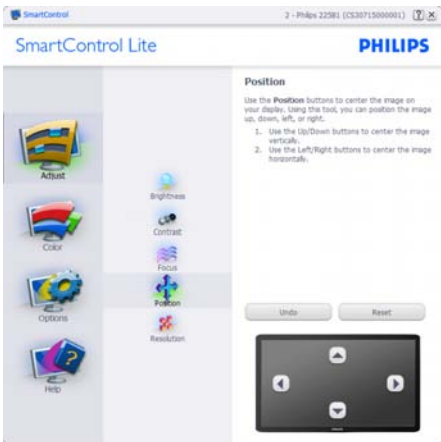 SmartControl
2 - Philips 225B1 (CS30715000001)
SmartControl Lite
PHILIPS
Adjust
Color
Options
Help
Brightness
Contrast
Focus
Position
Resolution
Position
Use the Position buttons to center the image on
your display. Using the tool, you can position the image
up, down, left, or right.
1. Use the Up/Down buttons to center the image
vertically.
2. Use the Left/Right buttons to center the image
horizontally.
Undo
Reset